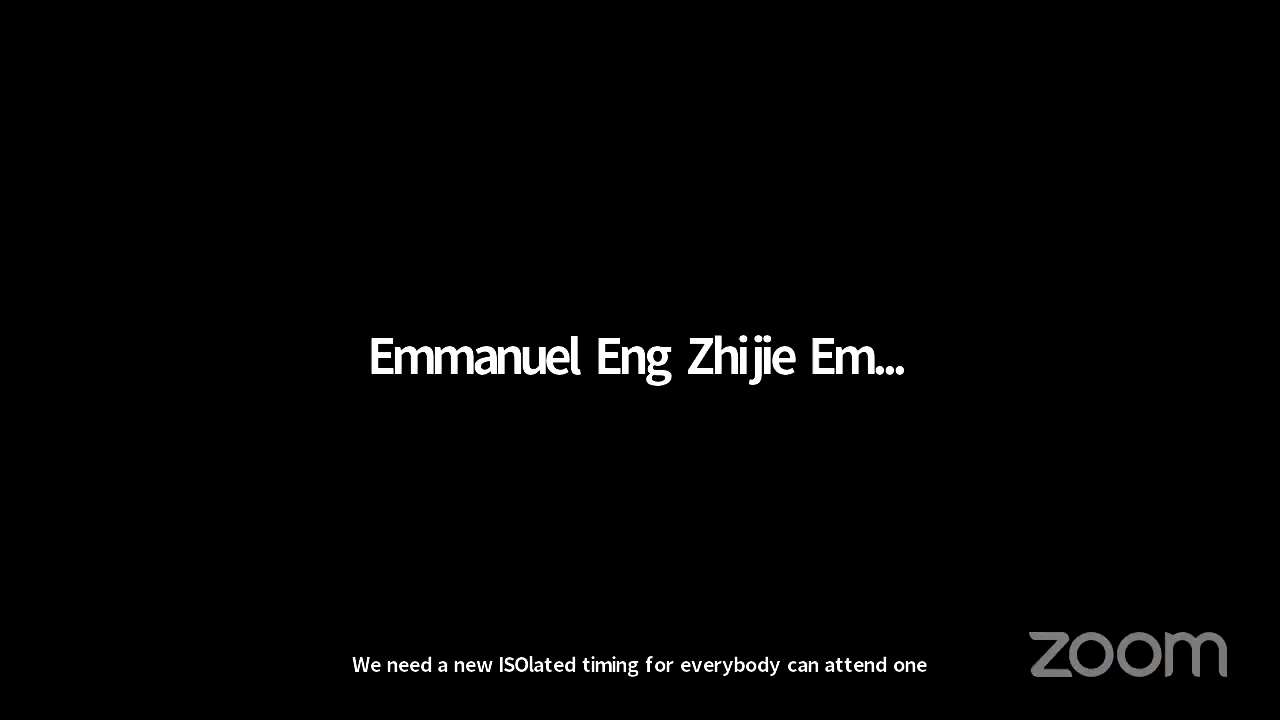 Emmanuel Eng Zhijie Em...
We need a new ISOlated timing for everybody can attend one
zoom